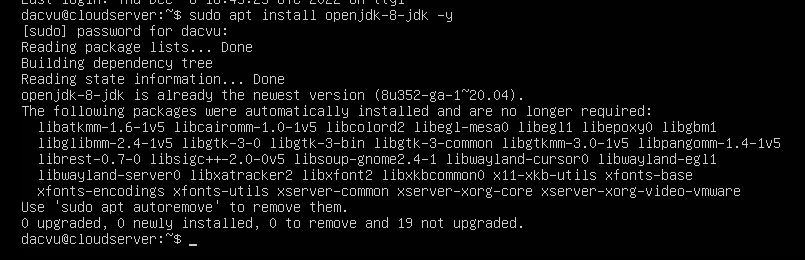 dacvu@cloudserver:~$ sudo apt install openjdk-8-jdk -y
[sudo] password for dacvu:
Reading package lists... Done
Building dependency tree
Reading state information... Done
openjdk-8-jdk is already the newest version (8u352-ga-1~20.04).
The following packages were automatically installed and are no longer required:
  libatkmm-1.6-1v5 libcairomm-1.0-1v5 libcolord2 libegl-mesa0 libegl1 libepoxy0 libgbm1
  libglibmm-2.4-1v5 libgtk-3-0 libgtk-3-bin libgtk-3-common libgtkmm-3.0-1v5 libpangomm-1.4-1v5
  librest-0.7-0 libsigc++-2.0-0v5 libsoup-gnome2.4-1 libwayland-cursor0 libwayland-egl1
  libwayland-server0 libxatracker2 libxfont2 libxkbcommon0 x11-xkb-utils xfonts-base
  xfonts-encodings xfonts-utils xserver-common xserver-xorg-core xserver-xorg-video-vmware
Use 'sudo apt autoremove' to remove them.
0 upgraded, 0 newly installed, 0 to remove and 19 not upgraded.
dacvu@cloudserver:~$ _